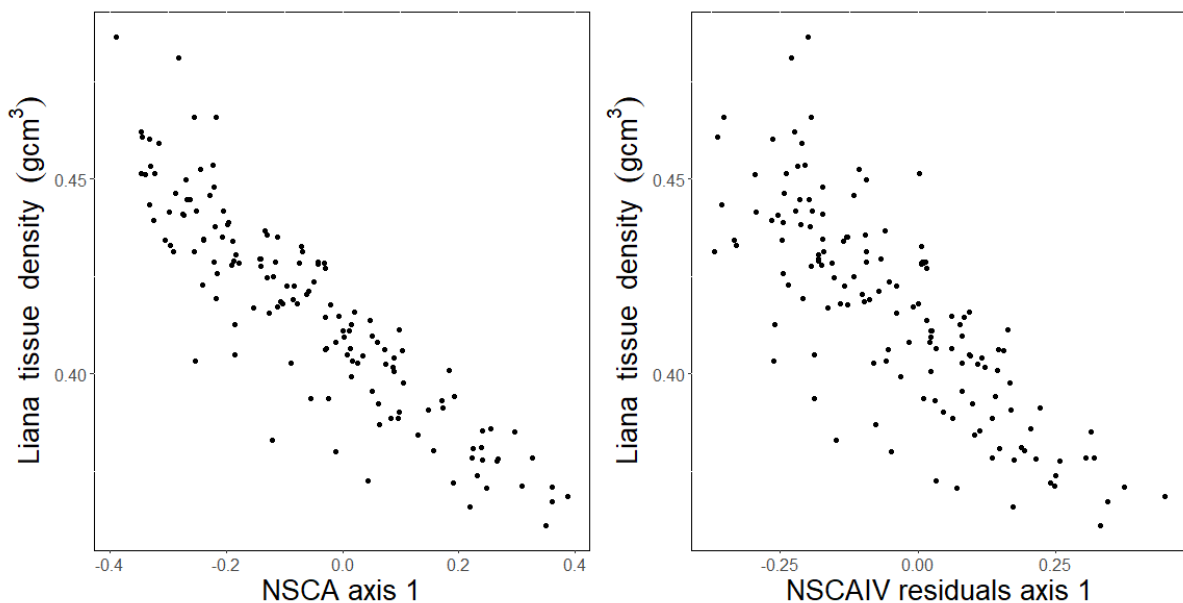 Liana tissue density (gcm³)
0.45
0.40
-0.4 -0.2 0.0 0.2 0.4
NSCA axis 1
Liana tissue density (gcm³)
0.45
0.40
-0.25 0.00 0.25
NSCAIV residuals axis 1